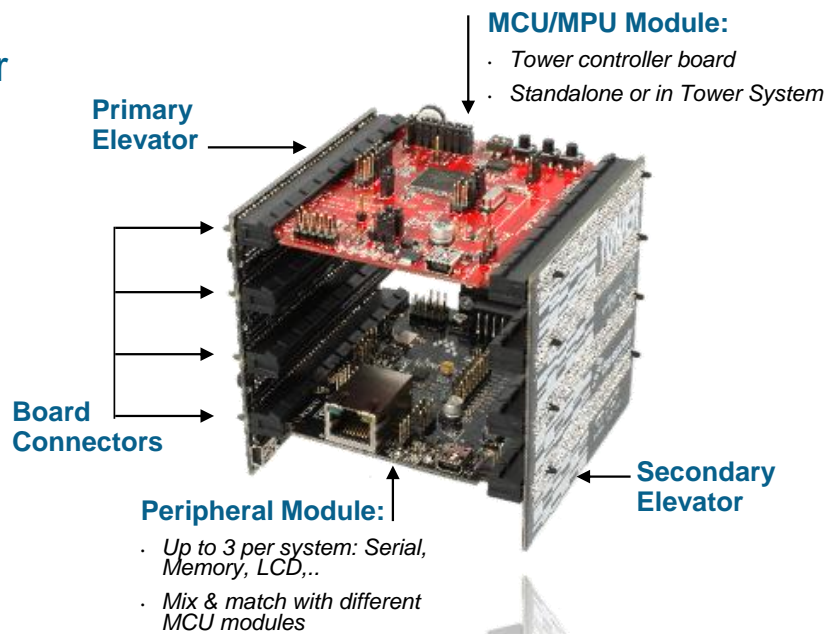 r
MCU/MPU Module:
· Tower controller board
· Standalone or in Tower System
Primary
Elevator
Board
Connectors
Secondary
Elevator
Peripheral Module:
· Up to 3 per system: Serial,
Memory, LCD,..
· Mix & match with different
MCU modules